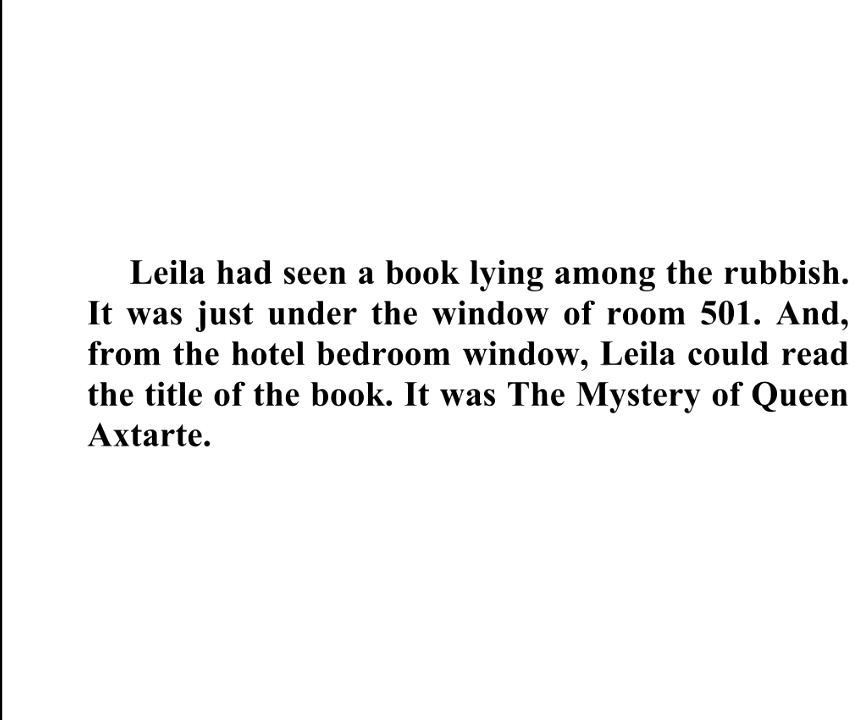 Leila had seen a book lying among the rubbish.
It was just under the window of room 501. And,
from the hotel bedroom window, Leila could read
the title of the book. It was The Mystery of Queen
Axtarte.